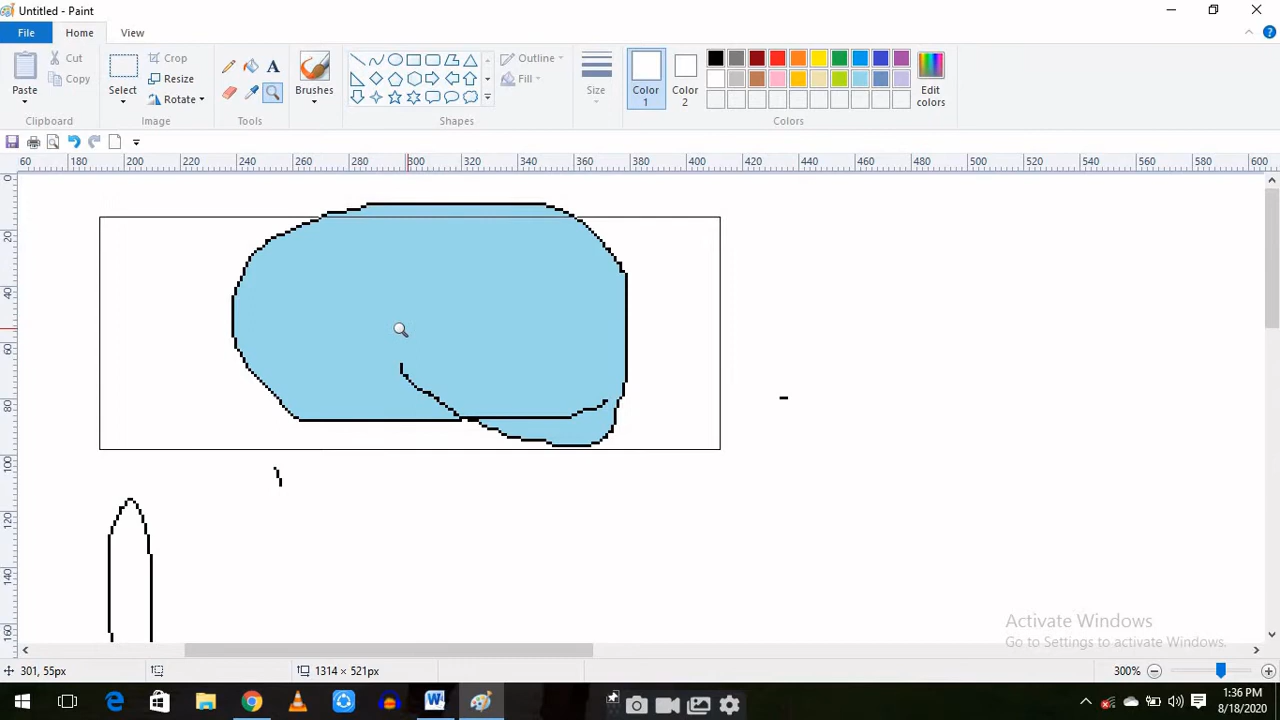 Untitled - Paint
File Home View
Paste Cut Copy Clipboard
Select Crop Resize Rotate Image
A Tools
Brushes
Outline Fill Shapes
Size
Color 1 Color 2 Edit colors Colors
60 180 200 220 240 260 280 300 320 340 360 380 400 420 440 460 480 500 520 540 560 580 600
0
20
40
60
80
100
120
140
160
Activate Windows
Go to Settings to activate Windows.
301, 55px 1314 × 521px 300%
1:36 PM
8/18/2020